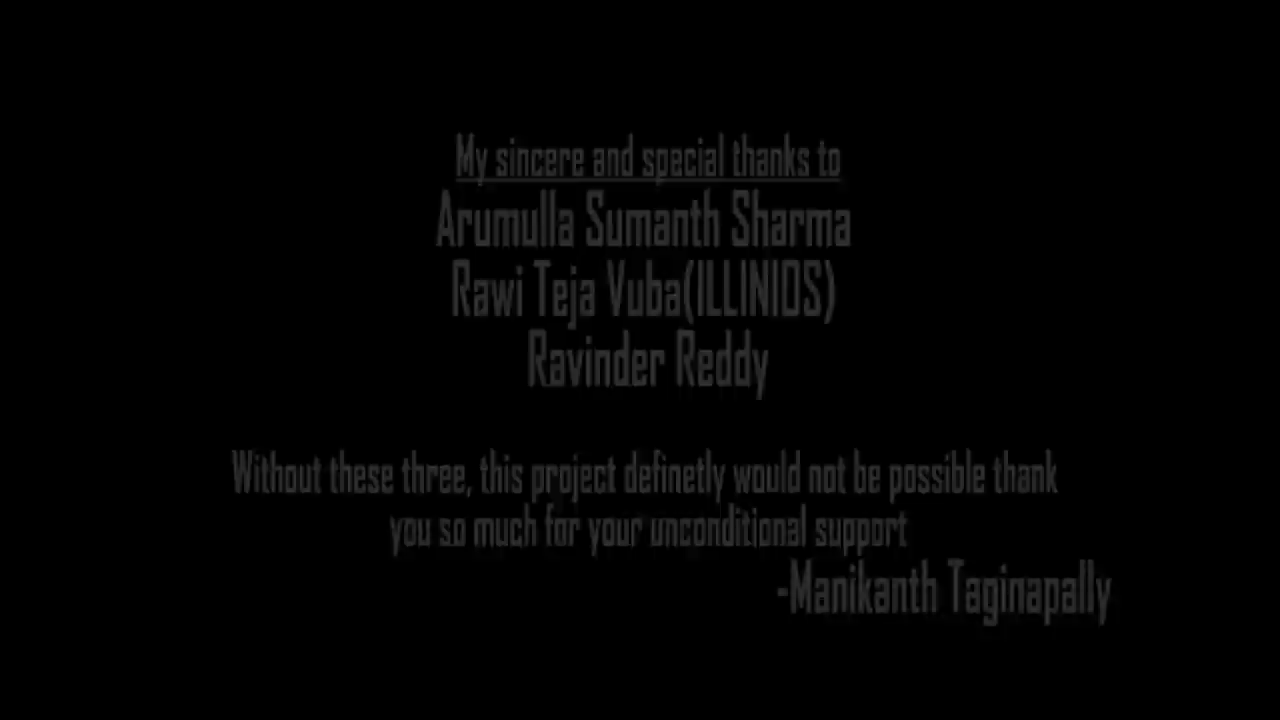 My sincere and special thanks to
Arumulla Sumanth Sharma
Rawi Teja Vuba(ILLINIOS)
Ravinder Reddy
Without these three, this project definetly would not be possible thank
you so much for your unconditional support
-Manikanth Taginapally